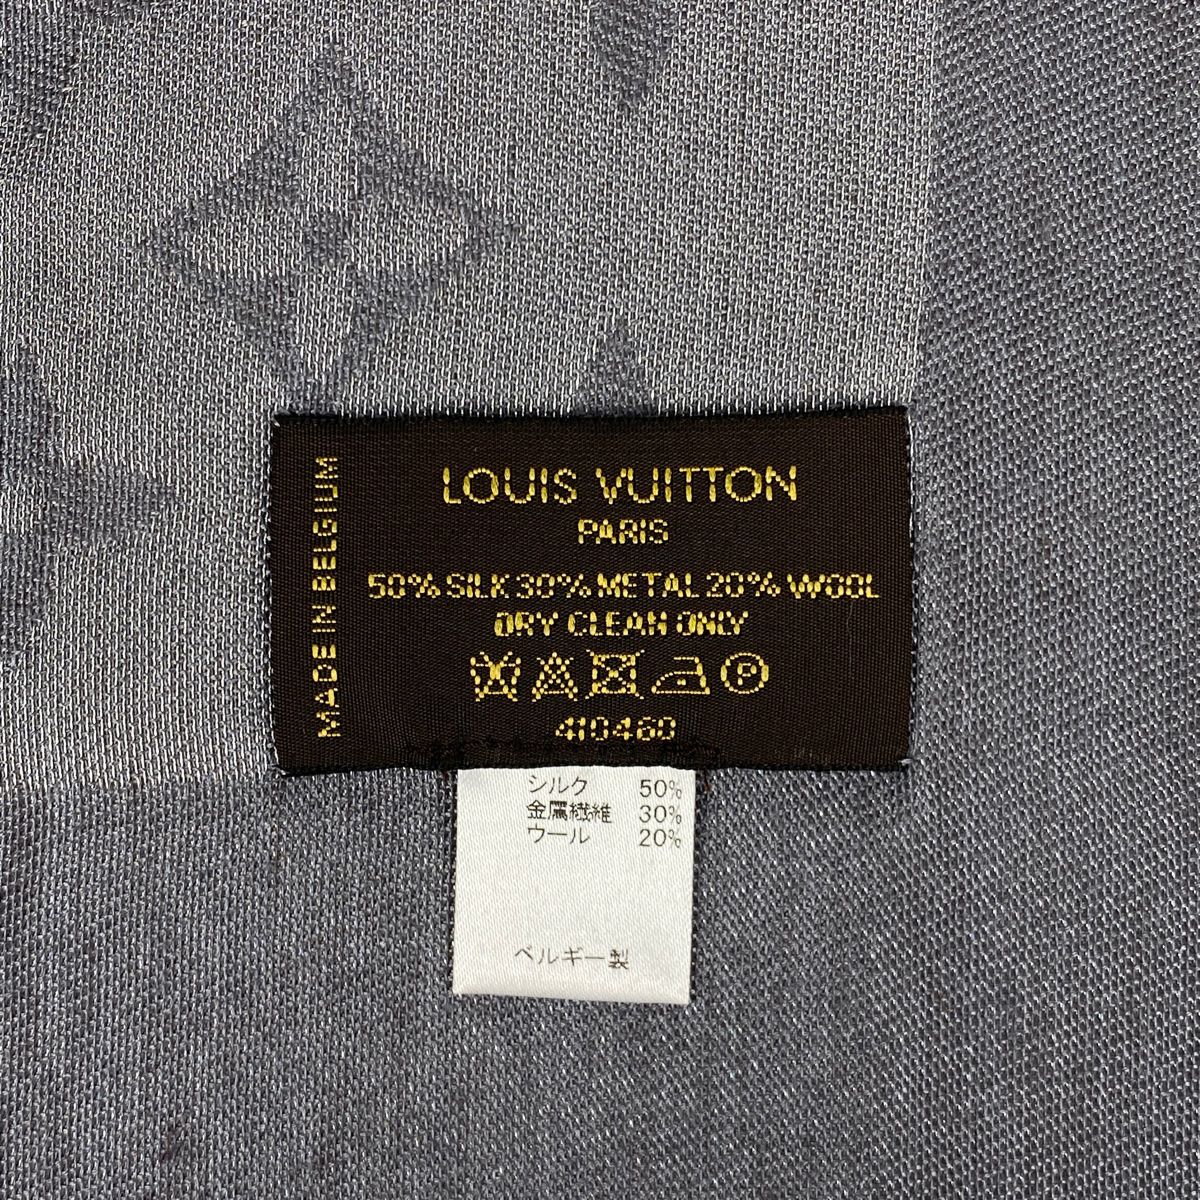 LOUIS VUITTON
PARIS
50% SILK 30% METAL 20% WOOL
DRY CLEAN ONLY
P
410460
MADE IN BELGIUM
シルク 50%
金属繊維 30%
ウール 20%
ベルギー製